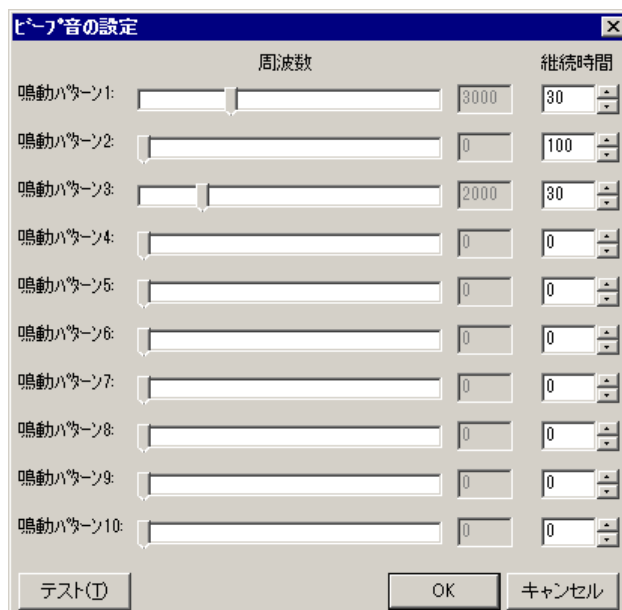 ﾋﾞｰﾌﾟ音の設定
周波数 継続時間
鳴動ﾊﾟﾀｰﾝ1: 3000 30
鳴動ﾊﾟﾀｰﾝ2: 0 100
鳴動ﾊﾟﾀｰﾝ3: 2000 30
鳴動ﾊﾟﾀｰﾝ4: 0 0
鳴動ﾊﾟﾀｰﾝ5: 0 0
鳴動ﾊﾟﾀｰﾝ6: 0 0
鳴動ﾊﾟﾀｰﾝ7: 0 0
鳴動ﾊﾟﾀｰﾝ8: 0 0
鳴動ﾊﾟﾀｰﾝ9: 0 0
鳴動ﾊﾟﾀｰﾝ10: 0 0
テスト(T) OK キャンセル